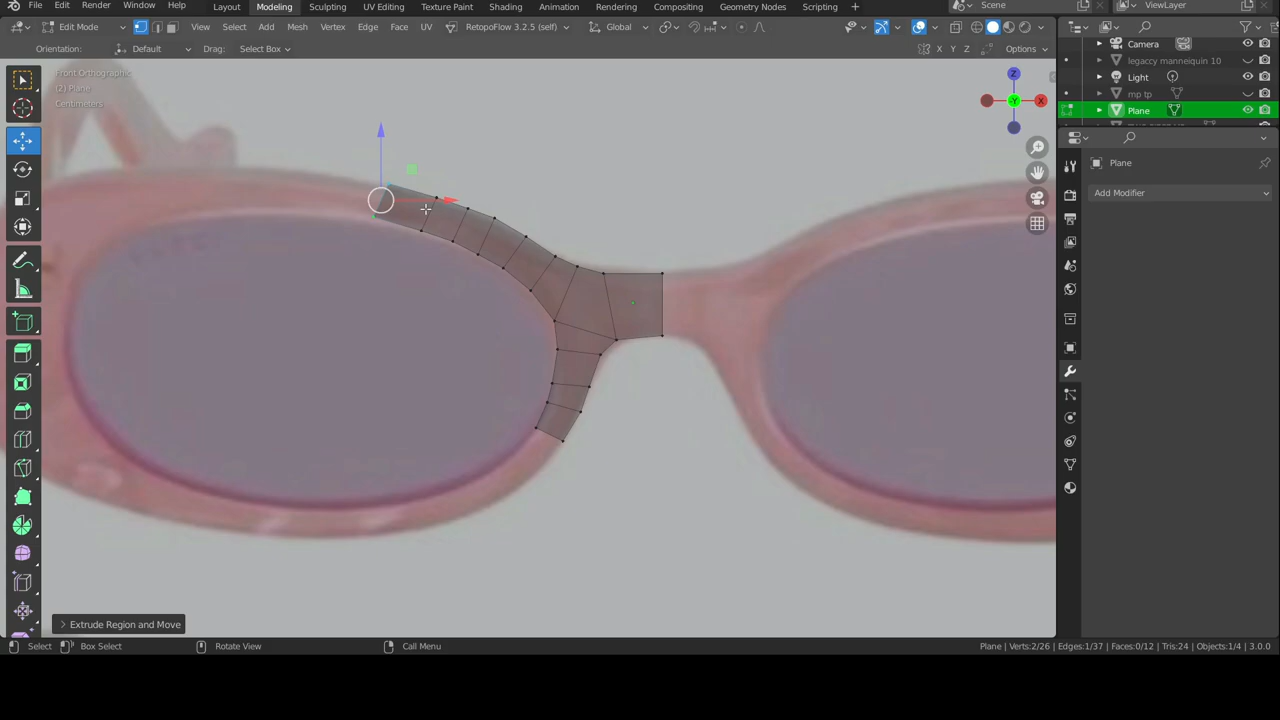 File Edit Render Window Help
Layout Modeling Sculpting UV Editing Texture Paint Shading Animation Rendering Compositing Geometry Nodes Scripting +
Scene ViewLayer
Edit Mode View Select Add Mesh Vertex Edge Face UV RetopoFlow 3.2.5 (self) Global
Orientation: Default Drag: Select Box X Y Z Options
Front Orthographic
(2) Plane
Centimeters
Z
X
-Y
Camera
legaccy mannequin 10
Light
mp tp
Plane
Plane
Add Modifier
Extrude Region and Move
Select Box Select Rotate View Call Menu Plane | Verts:2/26 | Edges:1/37 | Faces:0/12 | Tris:24 | Objects:1/4 | 3.0.0